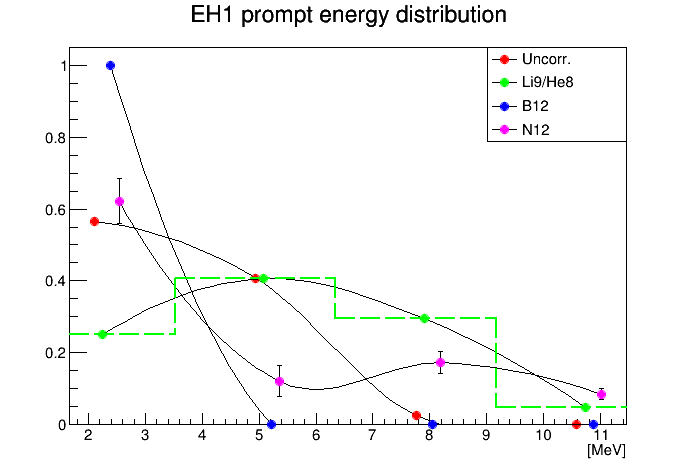 EH1 prompt energy distribution
Uncorr.
Li9/He8
B12
N12
1
0.8
0.6
0.4
0.2
0
2 3 4 5 6 7 8 9 10 11
[MeV]